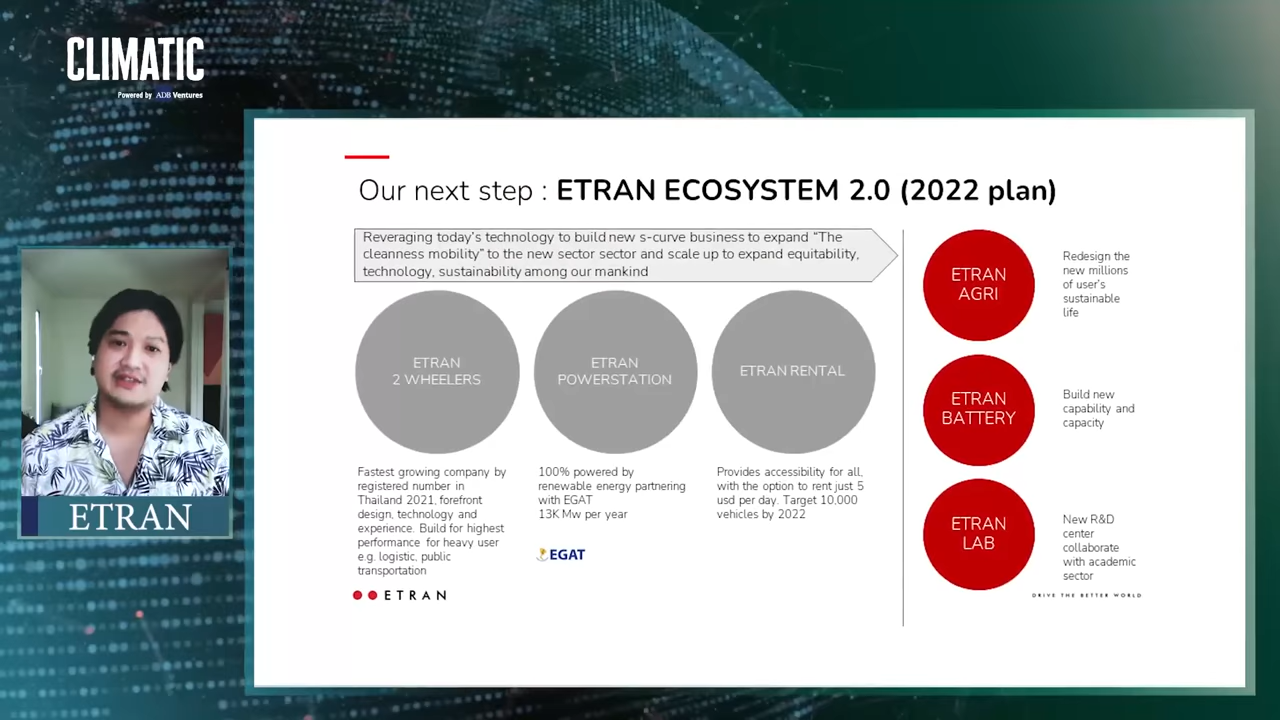 CLIMATIC
Powered by ADB Ventures
ETRAN
Our next step : ETRAN ECOSYSTEM 2.0 (2022 plan)
Reveraging today's technology to build new s-curve business to expand “The
cleanness mobility” to the new sector sector and scale up to expand equitability,
technology, sustainability among our mankind
ETRAN
2 WHEELERS
Fastest growing company by
registered number in
Thailand 2021, forefront
design, technology and
experience. Build for highest
performance for heavy user
e.g. logistic, public
transportation
ETRAN
POWERSTATION
100% powered by
renewable energy partnering
with EGAT
13K Mw per year
EGAT
ETRAN RENTAL
Provides accessibility for all,
with the option to rent just 5
usd per day. Target 10,000
vehicles by 2022
ETRAN
AGRI
Redesign the
new millions
of user's
sustainable
life
ETRAN
BATTERY
Build new
capability and
capacity
ETRAN
LAB
New R&D
center
collaborate
with academic
sector
ETRAN
DRIVE THE BETTER WORLD